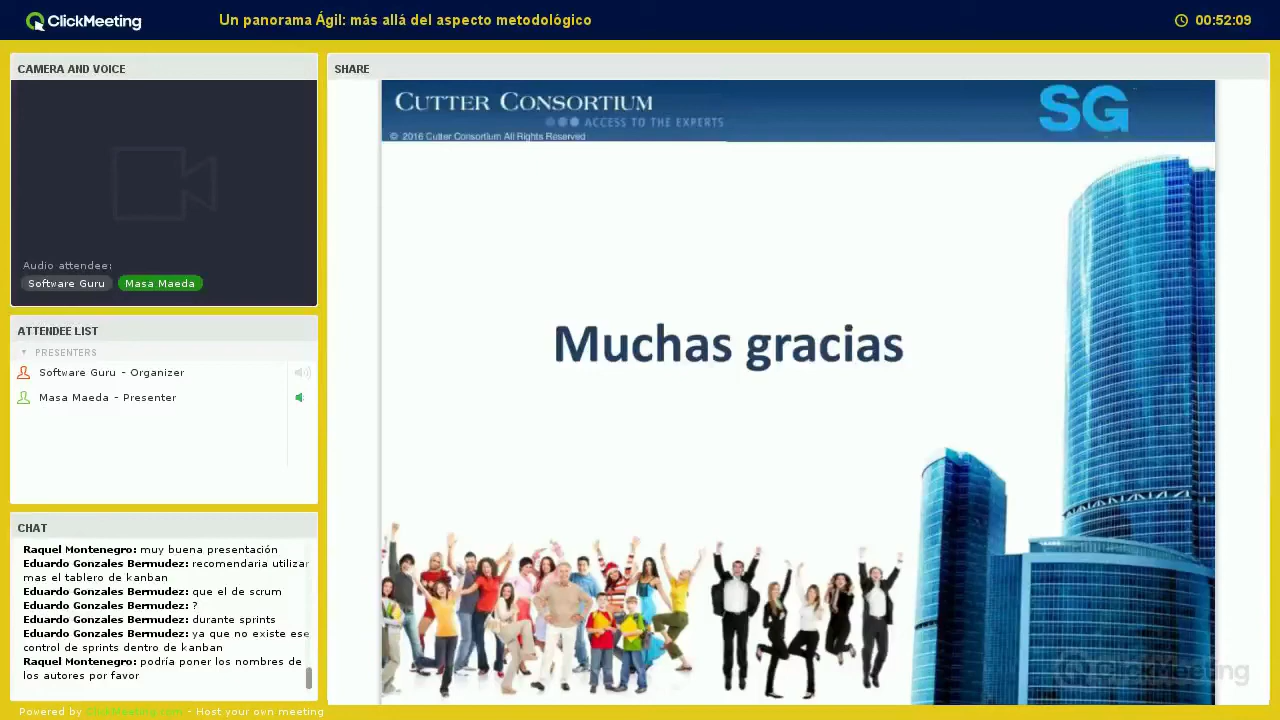 ClickMeeting
Un panorama Ágil: más allá del aspecto metodológico
00:52:09
CAMERA AND VOICE
Audio attendee:
Software Guru
Masa Maeda
ATTENDEE LIST
PRESENTERS
Software Guru - Organizer
Masa Maeda - Presenter
CHAT
Raquel Montenegro: muy buena presentación
Eduardo Gonzales Bermudez: recomendaria utilizar
mas el tablero de kanban
Eduardo Gonzales Bermudez: que el de scrum
Eduardo Gonzales Bermudez: ?
Eduardo Gonzales Bermudez: durante sprints
Eduardo Gonzales Bermudez: ya que no existe ese
control de sprints dentro de kanban
Raquel Montenegro: podría poner los nombres de
los autores por favor
Powered by ClickMeeting.com - Host your own meeting
SHARE
CUTTER CONSORTIUM
ACCESS TO THE EXPERTS
© 2016 Cutter Consortium All Rights Reserved
SG
Muchas gracias
ClickMeeting